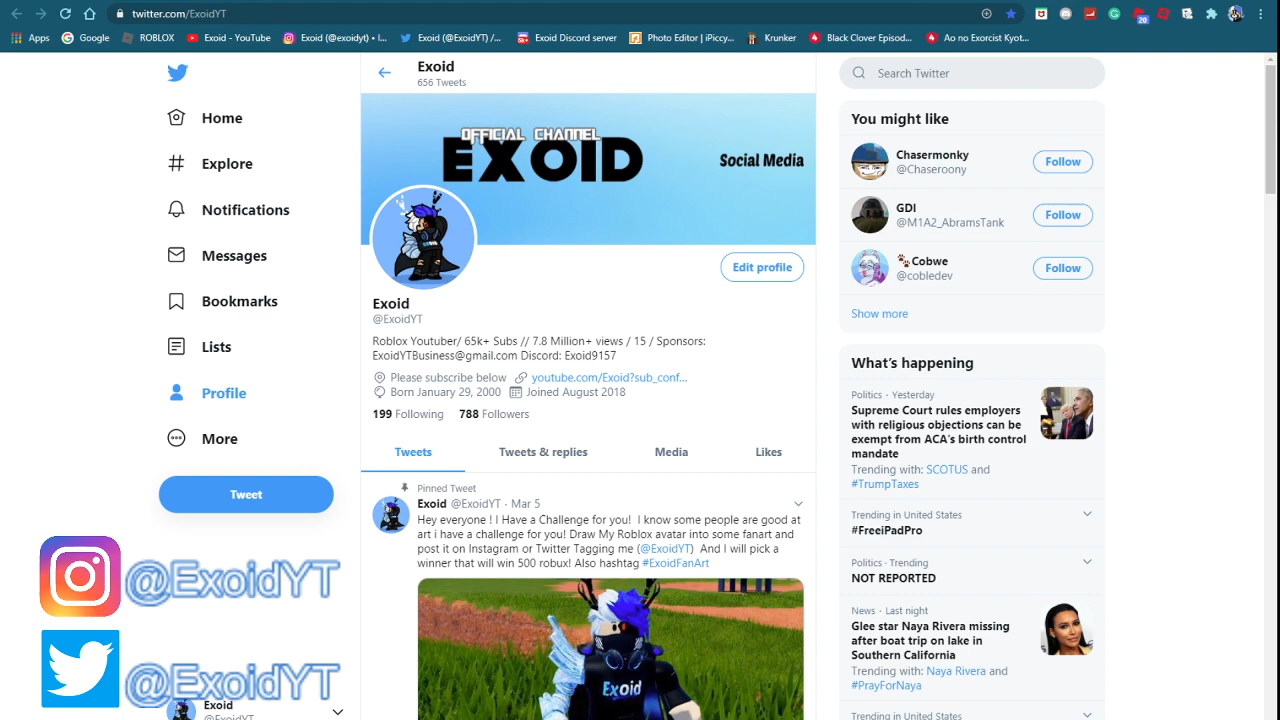 twitter.com/ExoidYT
20
Apps
Google
ROBLOX
Exoid - YouTube
Exoid (@exoidyt) • I...
Exoid (@ExoidYT) /...
Exoid Discord server
Photo Editor | iPiccy...
Krunker
Black Clover Episod...
Ao no Exorcist Kyot...
Home
Explore
Notifications
Messages
Bookmarks
Lists
Profile
More
Tweet
@ExoidYT
@ExoidYT
Exoid
@ExoidYT
Exoid
656 Tweets
OFFICIAL CHANNEL
EXOID
Social Media
Edit profile
Exoid
@ExoidYT
Roblox Youtuber/ 65k+ Subs // 7.8 Million+ views / 15 / Sponsors:
ExoidYTBusiness@gmail.com Discord: Exoid9157
Please subscribe below youtube.com/Exoid?sub_conf...
Born January 29, 2000 Joined August 2018
199 Following 788 Followers
Tweets
Tweets & replies
Media
Likes
Pinned Tweet
Exoid @ExoidYT · Mar 5
Hey everyone ! I Have a Challenge for you! I know some people are good at
art i have a challenge for you! Draw My Roblox avatar into some fanart and
post it on Instagram or Twitter Tagging me (@ExoidYT) And I will pick a
winner that will win 500 robux! Also hashtag #ExoidFanArt
Exoid
Search Twitter
You might like
Chasermonky
@Chaseroony
Follow
GDI
@M1A2_AbramsTank
Follow
Cobwe
@cobledev
Follow
Show more
What's happening
Politics · Yesterday
Supreme Court rules employers
with religious objections can be
exempt from ACA's birth control
mandate
Trending with: SCOTUS and
#TrumpTaxes
Trending in United States
#FreeiPadPro
Politics · Trending
NOT REPORTED
News · Last night
Glee star Naya Rivera missing
after boat trip on lake in
Southern California
Trending with: Naya Rivera and
#PrayForNaya
Trending in United States